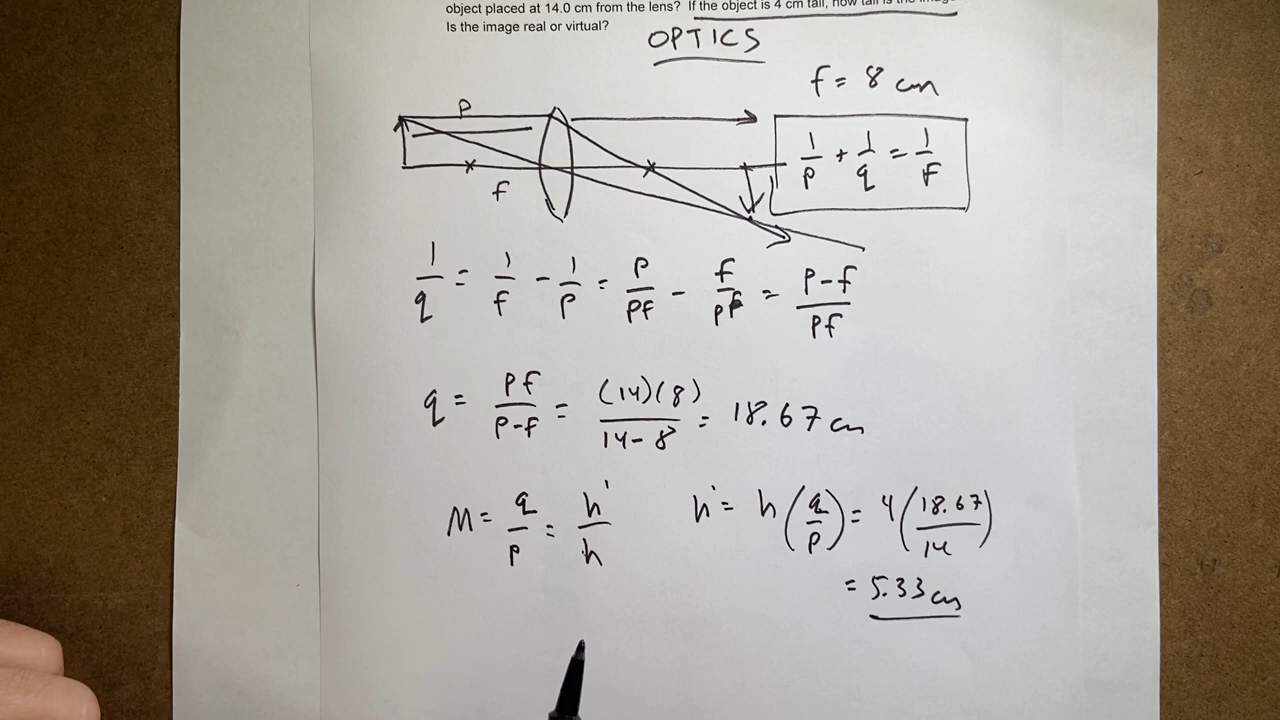 object placed at 14.0 cm from the lens? If the object is 4 cm tall, how tall is the image
Is the image real or virtual?
OPTICS
f = 8 cm
P
1/p + 1/q = 1/F
f
1/q = 1/f - 1/p = p/pf - f/pf = p-f/pf
q = pf/p-f = (14)(8)/14-8 = 18.67 cm
M = q/p = h'/h h' = h(q/p) = 4(18.67/14)
= 5.33 cm